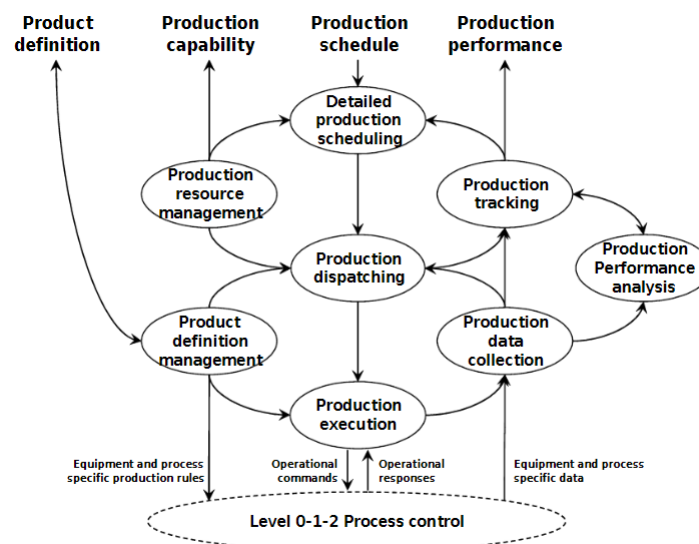 Product
definition
Production
capability
Production
schedule
Production
performance
Detailed
production
scheduling
Production
resource
management
Production
tracking
Production
dispatching
Production
Performance
analysis
Product
definition
management
Production
data
collection
Production
execution
Equipment and process
specific production rules
Operational
commands
Operational
responses
Equipment and process
specific data
Level 0-1-2 Process control